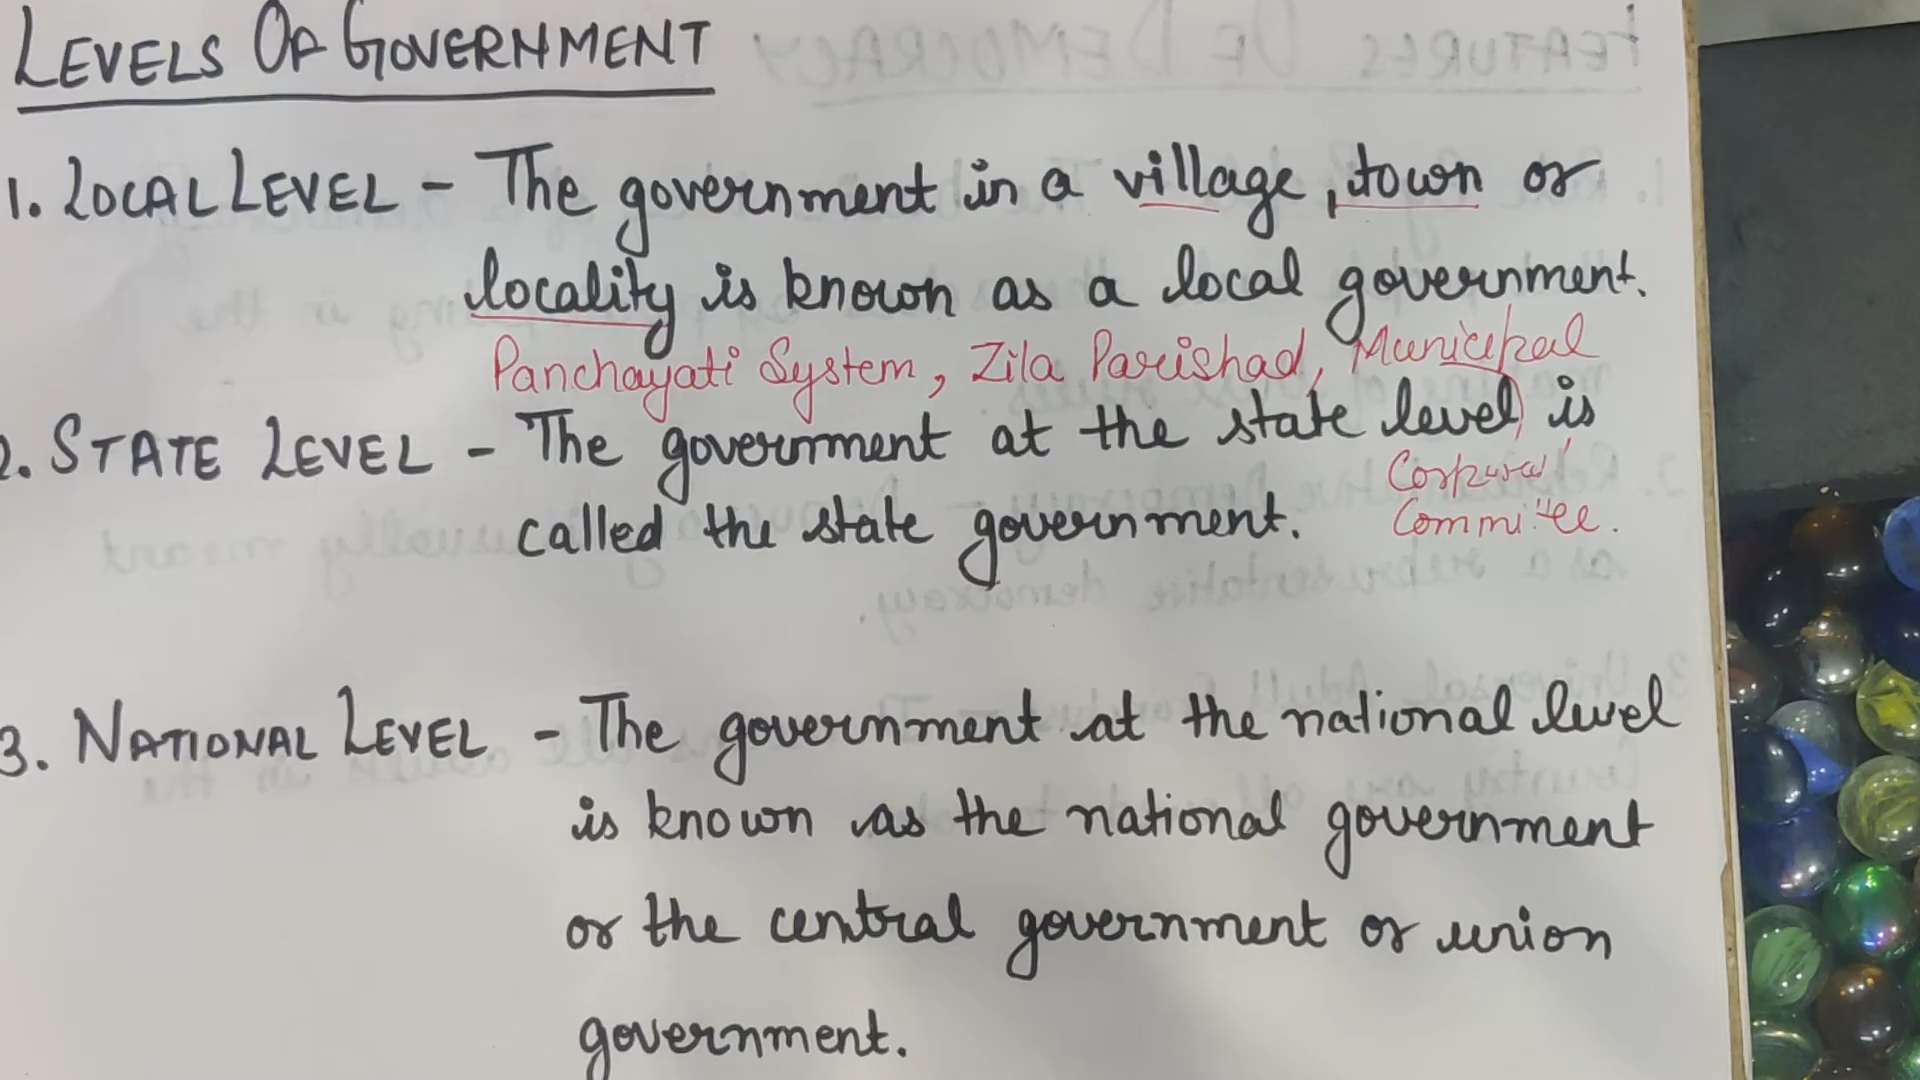 LEVELS OF GOVERNMENT
1. LOCAL LEVEL - The government in a village, town or
locality is known as a local government.
Panchayati System, Zila Parishad, Municipal
2. STATE LEVEL - The government at the state level is
Committee.
called the state government.
3. NATIONAL LEVEL - The government at the national level
is known as the national government
or the central government or union
government.